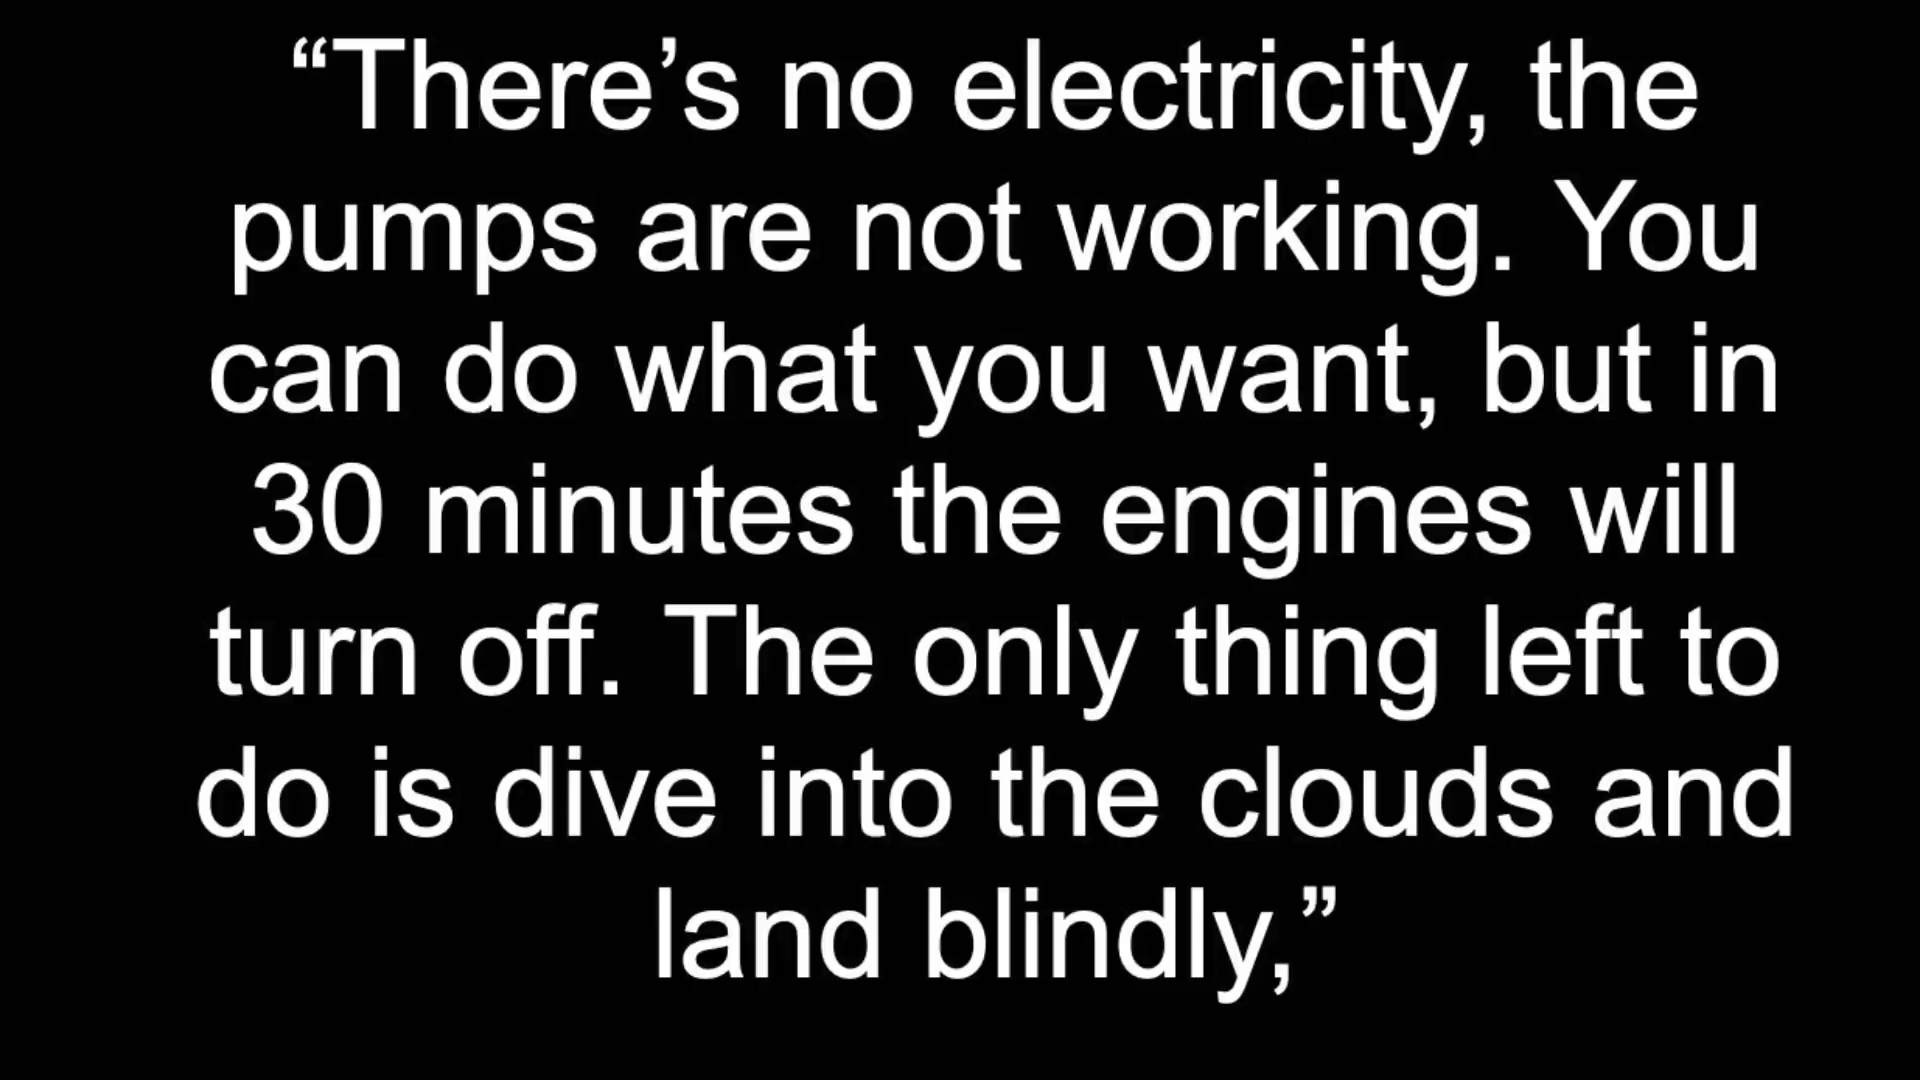 “There’s no electricity, the
pumps are not working. You
can do what you want, but in
30 minutes the engines will
turn off. The only thing left to
do is dive into the clouds and
land blindly,”